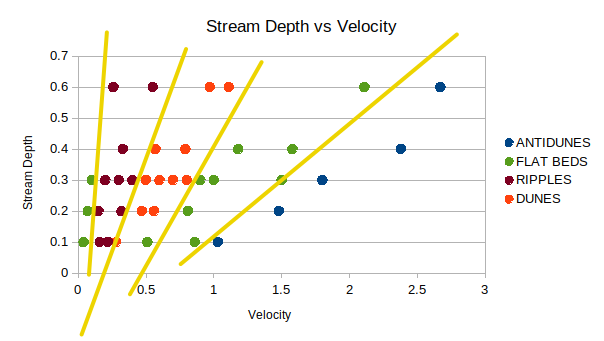 Stream Depth vs Velocity
0.7
0.6
0.5
0.4
0.3
0.2
0.1
0
Stream Depth
0 0.5 1 1.5 2 2.5 3
Velocity
ANTIDUNES
FLAT BEDS
RIPPLES
DUNES